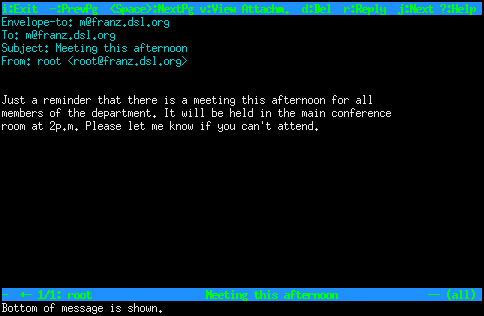 i:Exit -:PrevPg <Space>:NextPg v:View Attachm. d:Del r:Reply j:Next ?:Help
Envelope-to: m@franz.dsl.org
To: m@franz.dsl.org
Subject: Meeting this afternoon
From: root <root@franz.dsl.org>
Just a reminder that there is a meeting this afternoon for all
members of the department. It will be held in the main conference
room at 2p.m. Please let me know if you can't attend.
- +- 1/1: root Meeting this afternoon -- (all)
Bottom of message is shown.